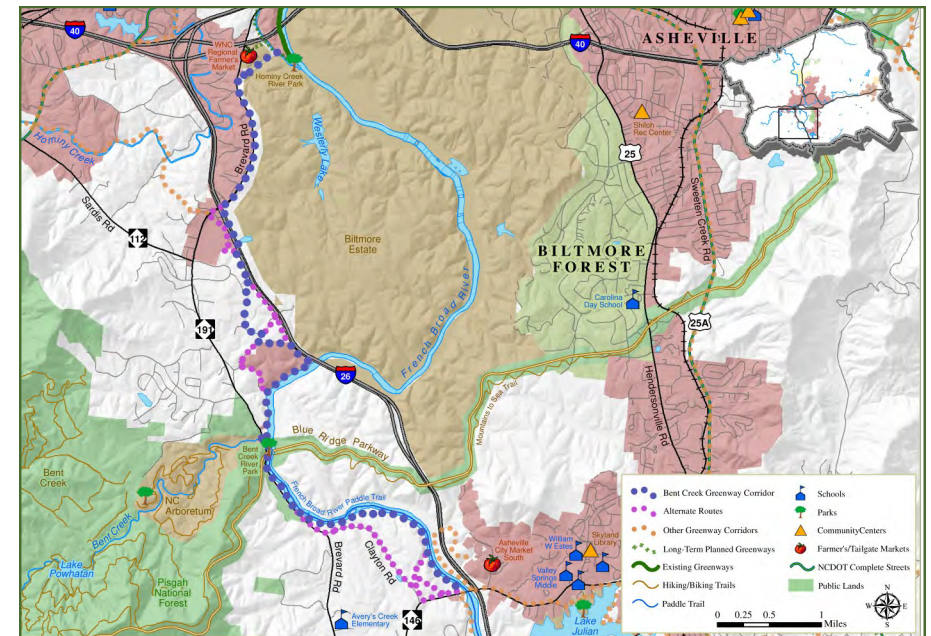 40
WNC
Regional
Farmer's
Market
Hominy Creek
River Park
40
ASHEVILLE
Shiloh
Rec Center
25
Hominy Creek
Brevard Rd
Westerly Lake
Sardis Rd
112
Sweeten Creek Rd
Biltmore
Estate
BILTMORE
FOREST
French Broad River
Carolina
Day School
191
25A
26
Hendersonville Rd
Mountains to Sea Trail
Blue Ridge Parkway
Bent
Creek
River
Park
Bent
Creek
NC
Arboretum
French Broad River Paddle Trail
Bent Creek
Lake
Powhatan
Pisgah
National
Forest
Brevard Rd
Clayton Rd
Asheville
City Market
South
William
W Estes
Skyland
Library
Valley
Springs
Middle
Avery's Creek
Elementary
146
Lake
Julian
Bent Creek Greenway Corridor
Alternate Routes
Other Greenway Corridors
Long-Term Planned Greenways
Existing Greenways
Hiking/Biking Trails
Paddle Trail
Schools
Parks
CommunityCenters
Farmer's/Tailgate Markets
NCDOT Complete Streets
Public Lands
N
W
E
S
0 0.25 0.5 1
Miles